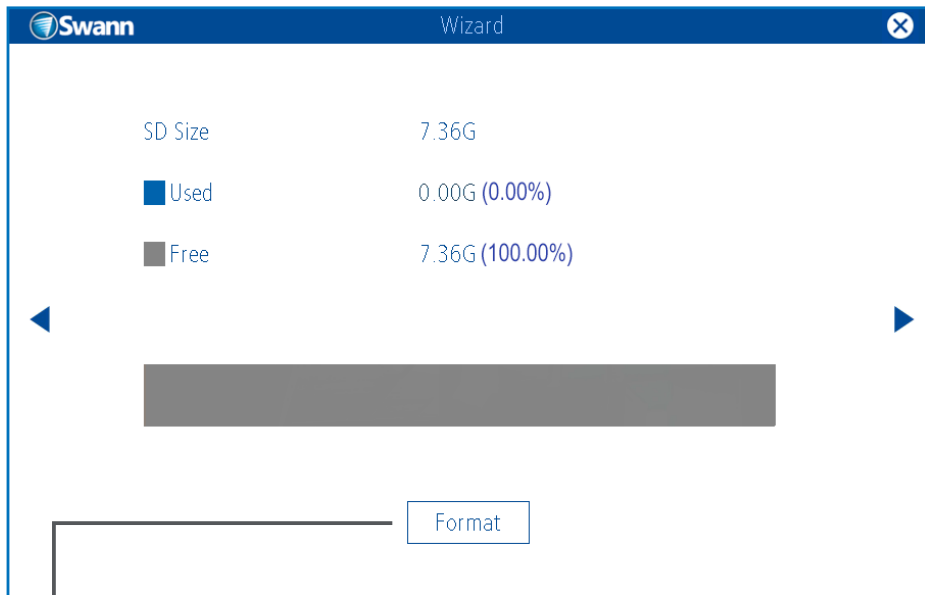 Swann Wizard
SD Size 7.36G
Used 0.00G (0.00%)
Free 7.36G (100.00%)
Format